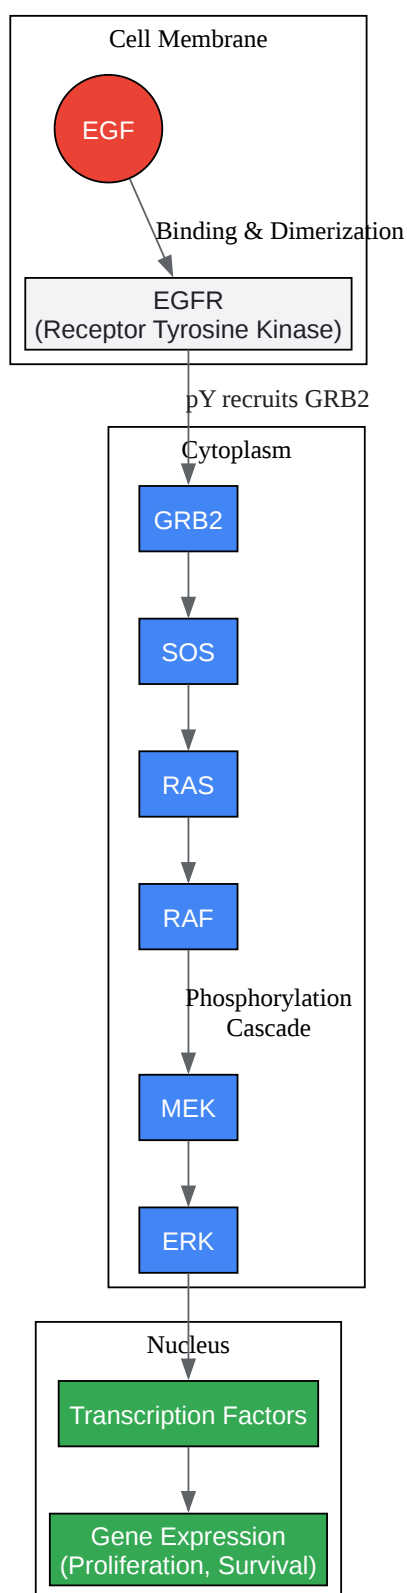 Cell Membrane
EGF
Binding & Dimerization
EGFR
(Receptor Tyrosine Kinase)
pY recruits GRB2
Cytoplasm
GRB2
SOS
RAS
RAF
Phosphorylation
Cascade
MEK
ERK
Nucleus
Transcription Factors
Gene Expression
(Proliferation, Survival)